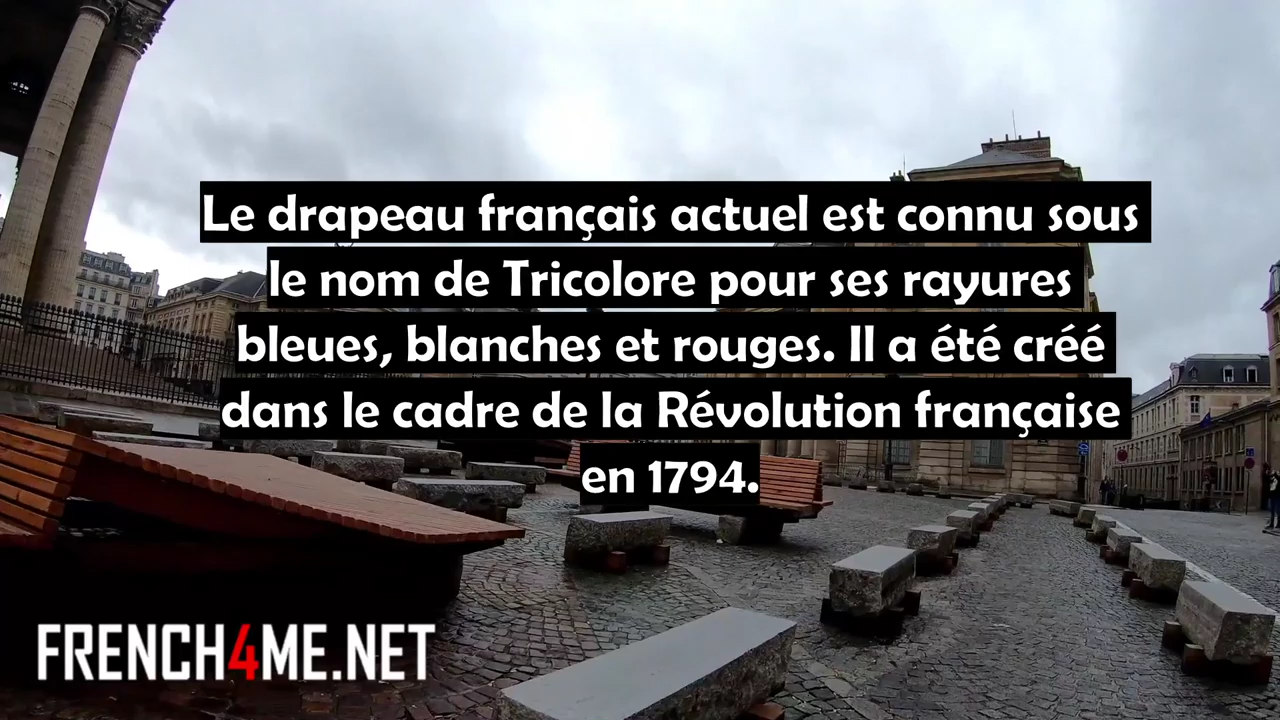 Le drapeau français actuel est connu sous
le nom de Tricolore pour ses rayures
bleues, blanches et rouges. Il a été créé
dans le cadre de la Révolution française
en 1794.
FRENCH4ME.NET